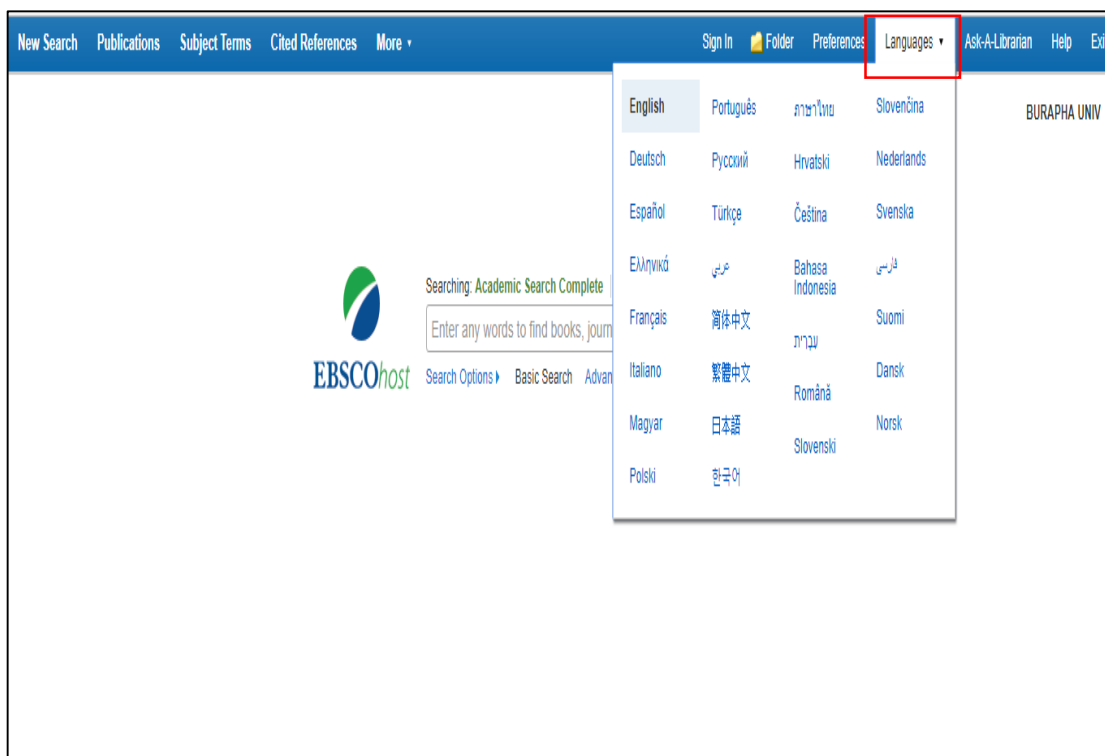 New Search Publications Subject Terms Cited References More ▾ Sign In Folder Preferences Languages ▾ Ask-A-Librarian Help Exi
BURAPHA UNIV
English
Deutsch
Español
Ελληνικά
Français
Italiano
Magyar
Polski
Português
Русский
Türkçe
عربي
简体中文
繁體中文
日本語
한국어
ภาษาไทย
Hrvatski
Čeština
Bahasa
Indonesia
עברית
Română
Slovenski
Slovenčina
Nederlands
Svenska
فارسی
Suomi
Dansk
Norsk
EBSCOhost
Searching: Academic Search Complete
Enter any words to find books, journ
Search Options Basic Search Advan